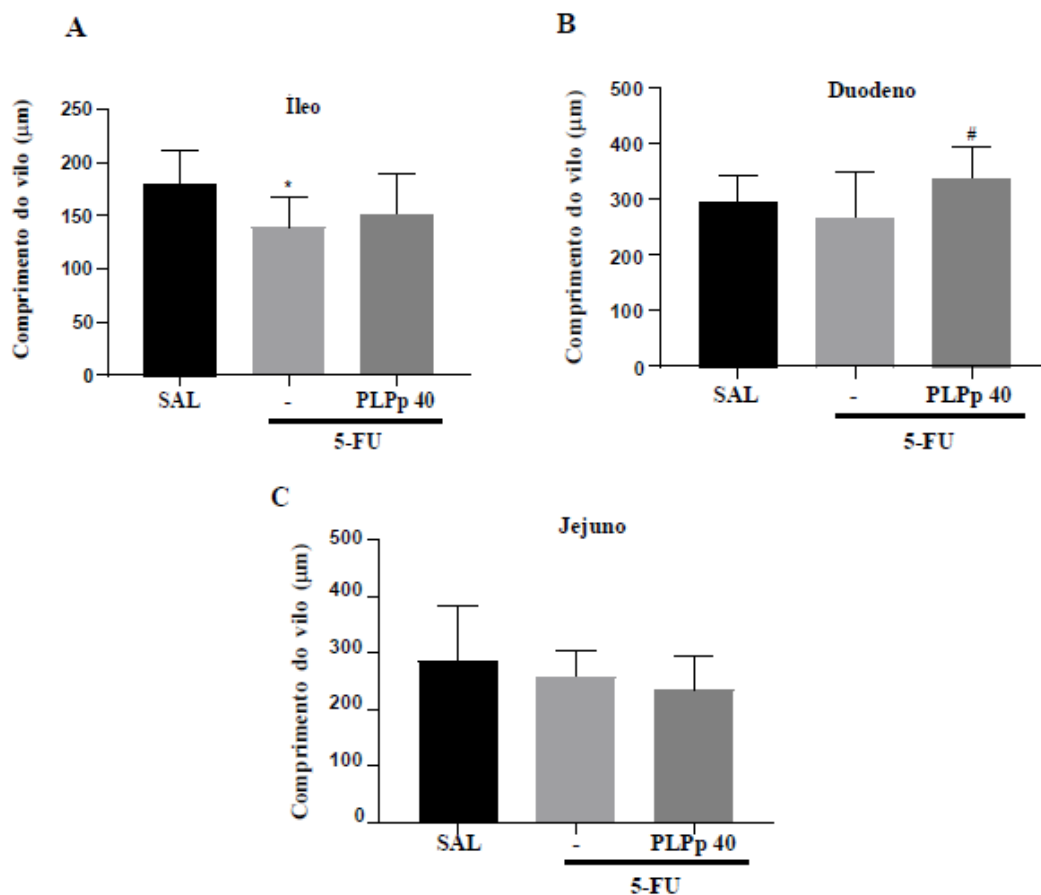 A
Íleo
Comprimento do vilo (µm)
250
200
150
100
50
0
*
SAL
-
PLPp 40
5-FU
B
Duodeno
Comprimento do vilo (µm)
500
400
300
200
100
0
#
SAL
-
PLPp 40
5-FU
C
Jejuno
Comprimento do vilo (µm)
500
400
300
200
100
0
SAL
-
PLPp 40
5-FU